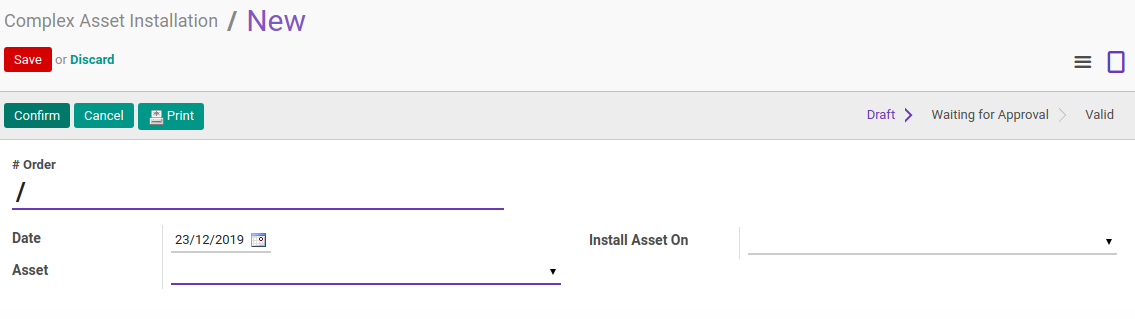 Complex Asset Installation / New
Save or Discard
Confirm Cancel Print Draft Waiting for Approval Valid
# Order
/
Date 23/12/2019 Install Asset On
Asset